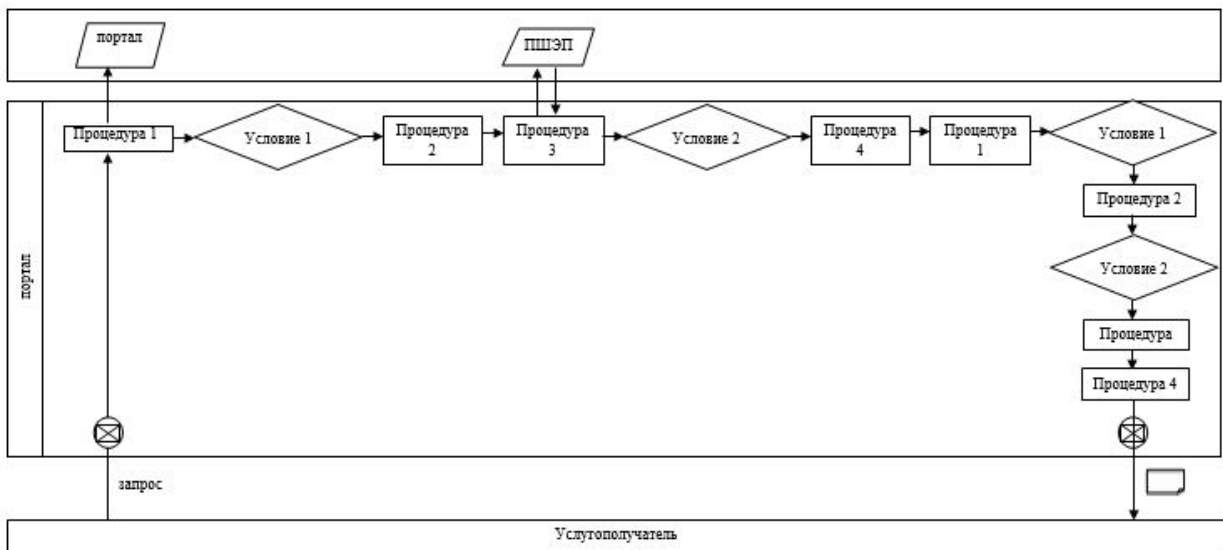 портал
ПШЭП
Процедура 1
Условие 1
Процедура
2
Процедура
3
Условие 2
Процедура
4
Процедура
1
Условие 1
Процедура 2
Условие 2
Процедура
Процедура 4
портал
запрос
Услугополучатель